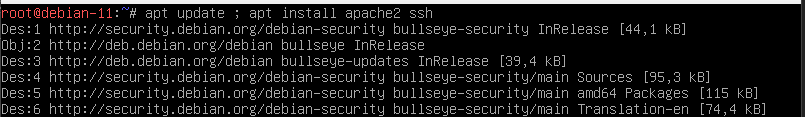 root@debian-11:~# apt update ; apt install apache2 ssh
Des:1 http://security.debian.org/debian-security bullseye-security InRelease [44,1 kB]
Obj:2 http://deb.debian.org/debian bullseye InRelease
Des:3 http://deb.debian.org/debian bullseye-updates InRelease [39,4 kB]
Des:4 http://security.debian.org/debian-security bullseye-security/main Sources [95,3 kB]
Des:5 http://security.debian.org/debian-security bullseye-security/main amd64 Packages [115 kB]
Des:6 http://security.debian.org/debian-security bullseye-security/main Translation-en [74,4 kB]